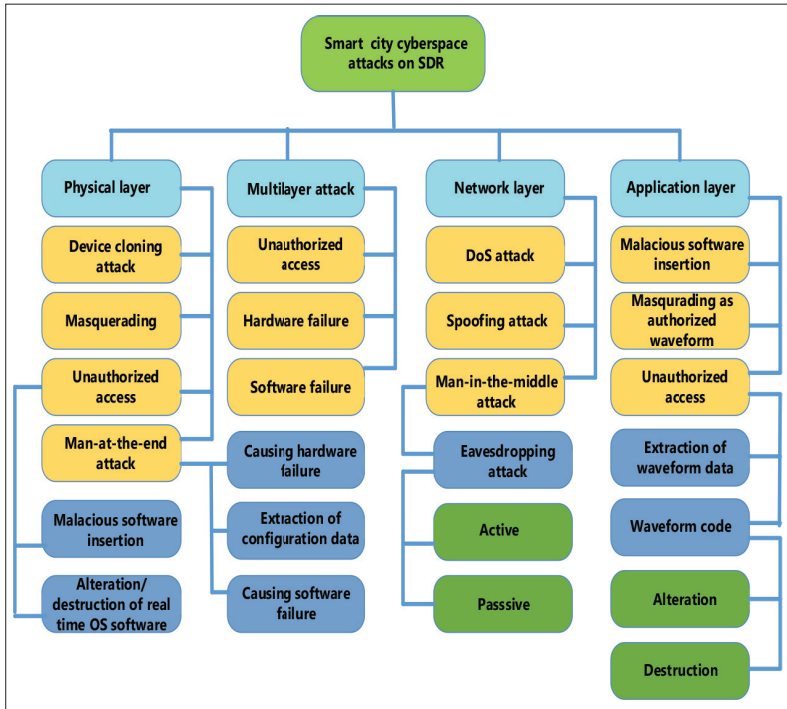 Smart city cyberspace
attacks on SDR
Physical layer
Device cloning
attack
Masquerading
Unauthorized
access
Man-at-the-end
attack
Malacious software
insertion
Alteration/
destruction of real
time OS software
Multilayer attack
Unauthorized
access
Hardware failure
Software failure
Causing hardware
failure
Extraction of
configuration data
Causing software
failure
Network layer
DoS attack
Spoofing attack
Man-in-the-middle
attack
Eavesdropping
attack
Active
Passsive
Application layer
Malacious software
insertion
Masqurading as
authorized
waveform
Unauthorized
access
Extraction of
waveform data
Waveform code
Alteration
Destruction